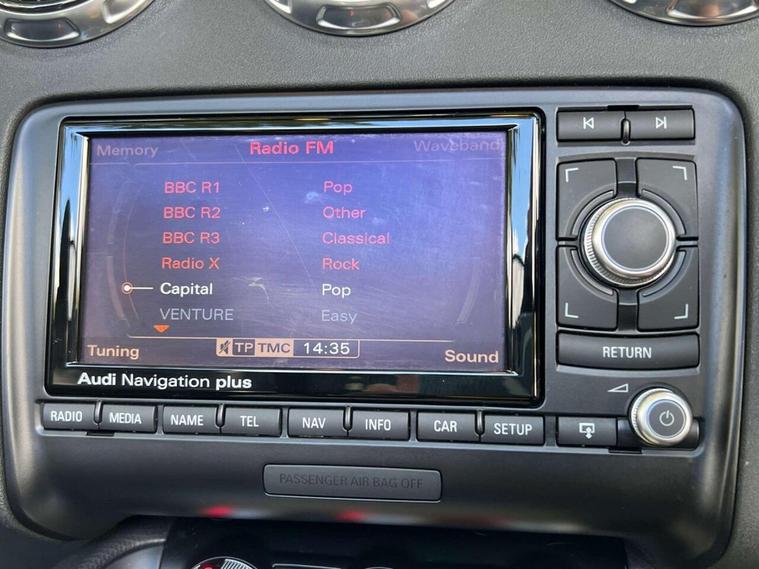 Memory Radio FM Waveband
BBC R1 Pop
BBC R2 Other
BBC R3 Classical
Radio X Rock
Capital Pop
VENTURE Easy
TP TMC 14:35
Tuning Sound
Audi Navigation plus
RETURN
RADIO MEDIA NAME TEL NAV INFO CAR SETUP
PASSENGER AIR BAG OFF